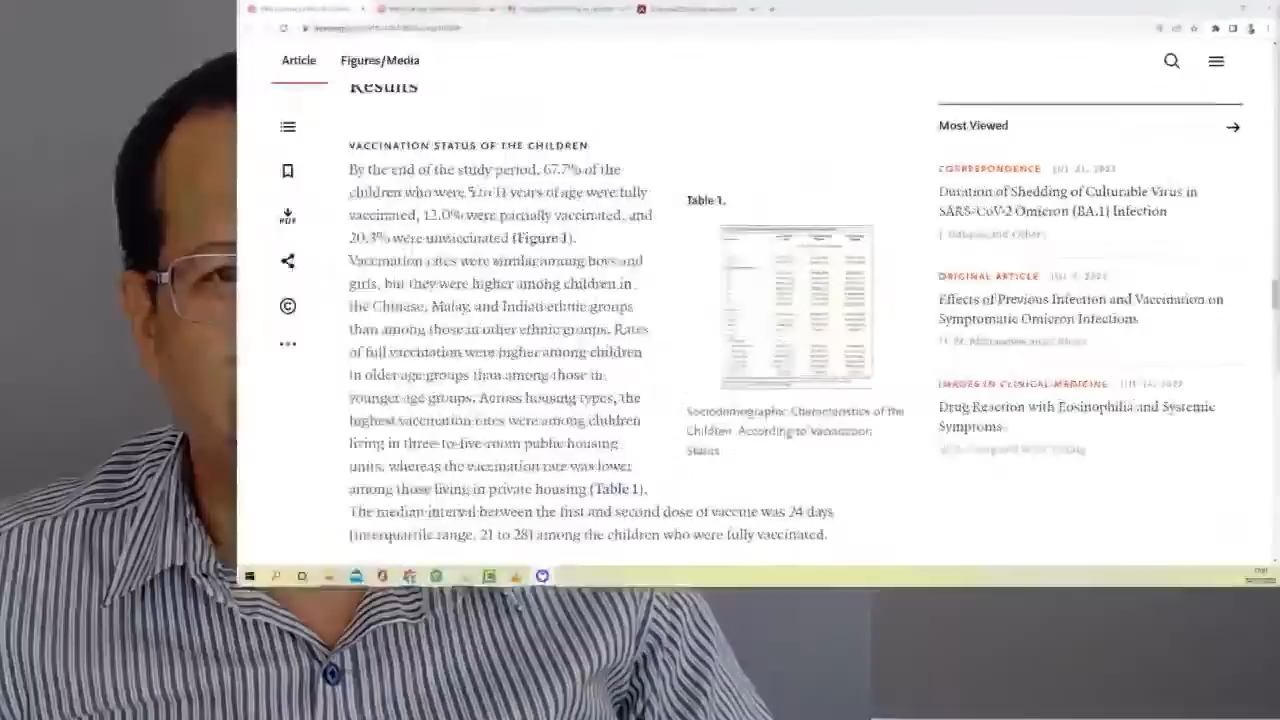 Article
Figures/Media
Results
VACCINATION STATUS OF THE CHILDREN
By the end of the study period, 67.7% of the
children who were 5 to 11 years of age were fully
vaccinated, 12.0% were partially vaccinated, and
20.3% were unvaccinated (Figure 1).
Vaccination rates were similar among boys and
girls, but they were higher among children in
the Chinese, Malay, and Indian ethnic groups
than among those in other ethnic groups. Rates
of full vaccination were higher among children
in older age groups than among those in
younger age groups. Across housing types, the
highest vaccination rates were among children
living in three-to-five-room public housing
units, whereas the vaccination rate was lower
among those living in private housing (Table 1).
The median interval between the first and second dose of vaccine was 24 days
[interquartile range, 21 to 28] among the children who were fully vaccinated.
PDF
Table 1.
Sociodemographic Characteristics of the
Children, According to Vaccination
Status
Most Viewed
CORRESPONDENCE JUL 21, 2022
Duration of Shedding of Culturable Virus in
SARS-CoV-2 Omicron (BA.1) Infection
and Others
ORIGINAL ARTICLE
Effects of Previous Infection and Vaccination on
Symptomatic Omicron Infections
IMAGES IN CLINICAL MEDICINE
Drug Reaction with Eosinophilia and Systemic
Symptoms